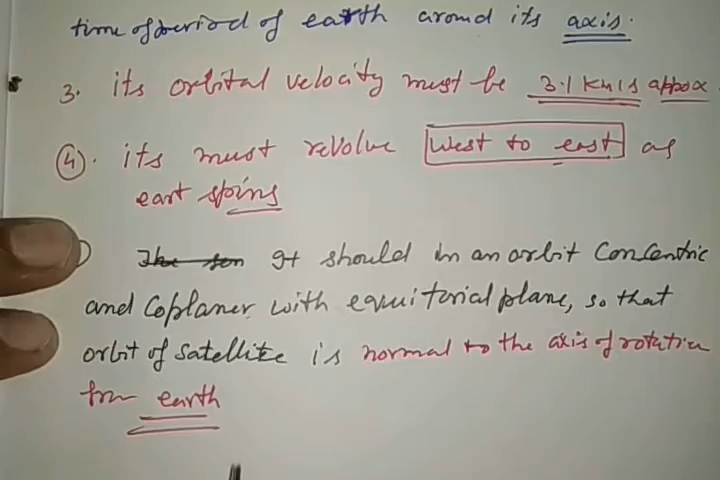 time of period of earth around its axis.
3. its orbital velocity must be 3.1 km/s appox
(4). its must revolve west to east as
eart spins
) It should in an orbit Concentric
and Coplaner with equitorial plane, so that
orbit of satellite is normal to the axis of rotation
from earth